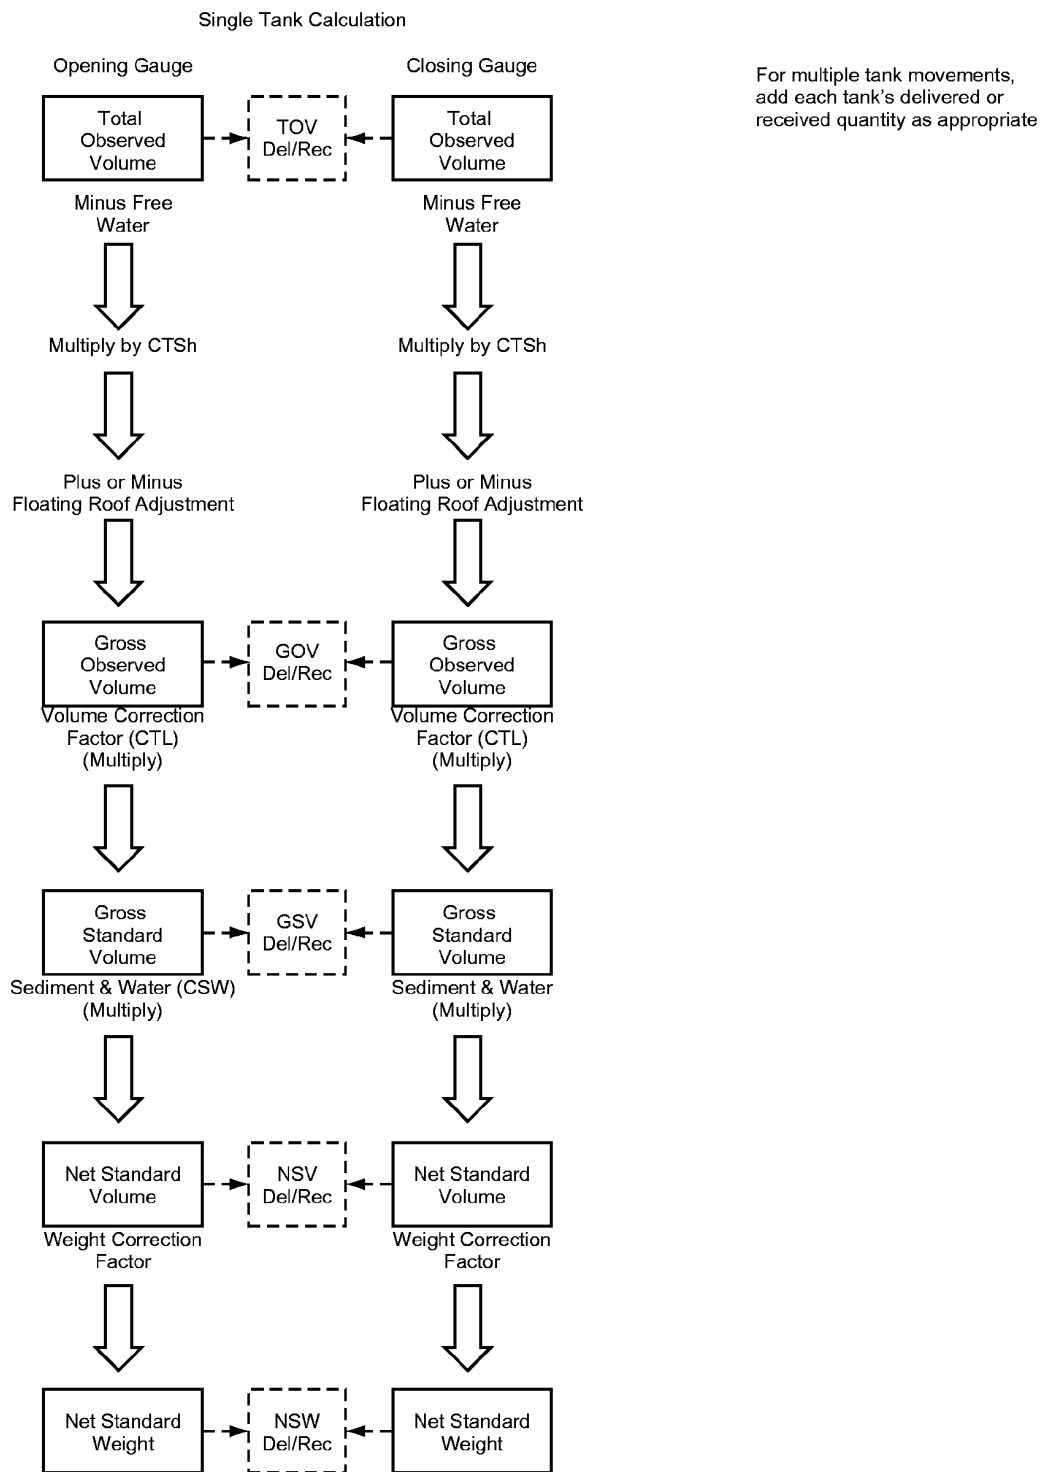 Single Tank Calculation
Opening Gauge
Closing Gauge
For multiple tank movements,
add each tank's delivered or
received quantity as appropriate
Total
Observed
Volume
TOV
Del/Rec
Total
Observed
Volume
Minus Free
Water
Minus Free
Water
Multiply by CTSh
Multiply by CTSh
Plus or Minus
Floating Roof Adjustment
Plus or Minus
Floating Roof Adjustment
Gross
Observed
Volume
GOV
Del/Rec
Gross
Observed
Volume
Volume Correction
Factor (CTL)
(Multiply)
Volume Correction
Factor (CTL)
(Multiply)
Gross
Standard
Volume
GSV
Del/Rec
Gross
Standard
Volume
Sediment & Water (CSW)
(Multiply)
Sediment & Water
(Multiply)
Net Standard
Volume
NSV
Del/Rec
Net Standard
Volume
Weight Correction
Factor
Weight Correction
Factor
Net Standard
Weight
NSW
Del/Rec
Net Standard
Weight